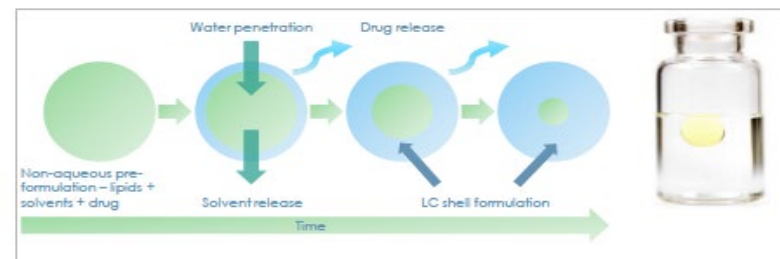 Water penetration
Drug release
Non-aqueous pre-
formulation – lipids +
solvents + drug
Solvent release
LC shell formulation
Time